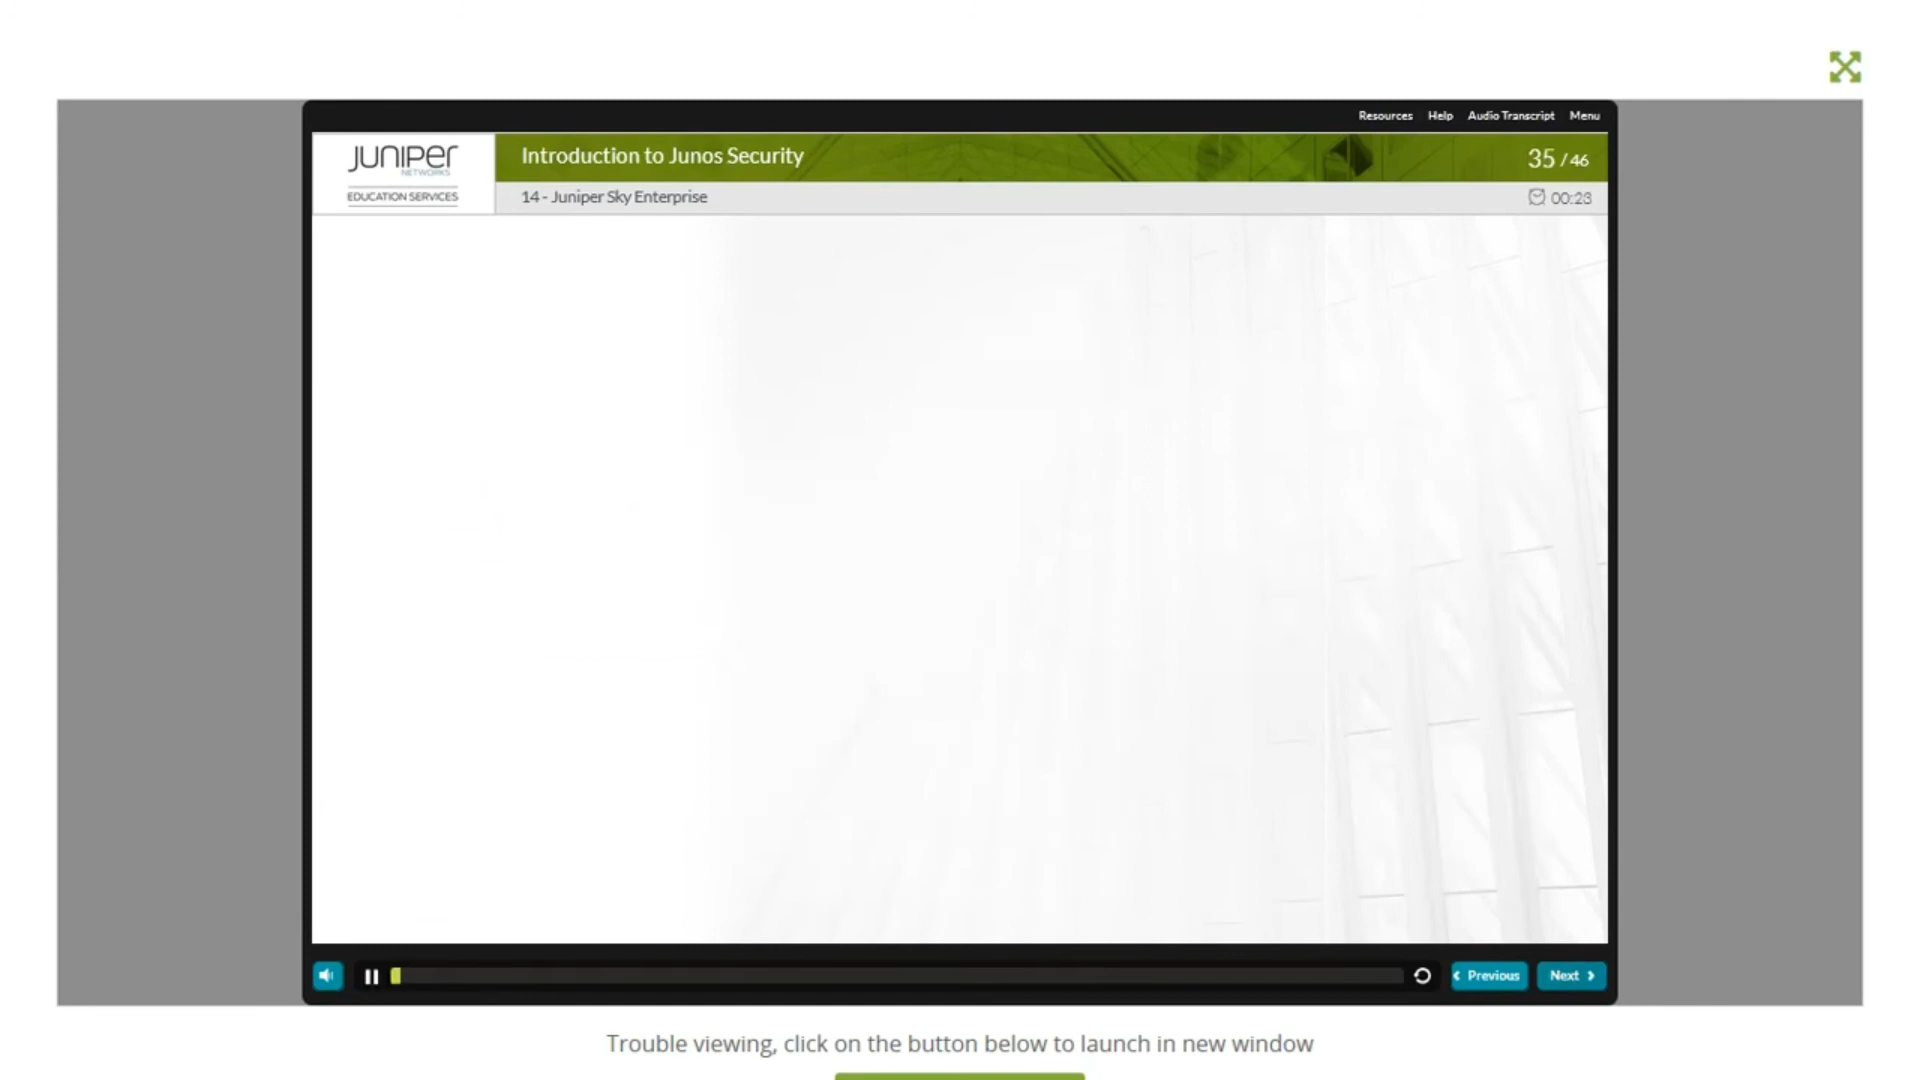 Resources Help Audio Transcript Menu
JUNIPER
NETWORKS
EDUCATION SERVICES
Introduction to Junos Security
35 / 46
14 - Juniper Sky Enterprise
00:23
Previous
Next
Trouble viewing, click on the button below to launch in new window